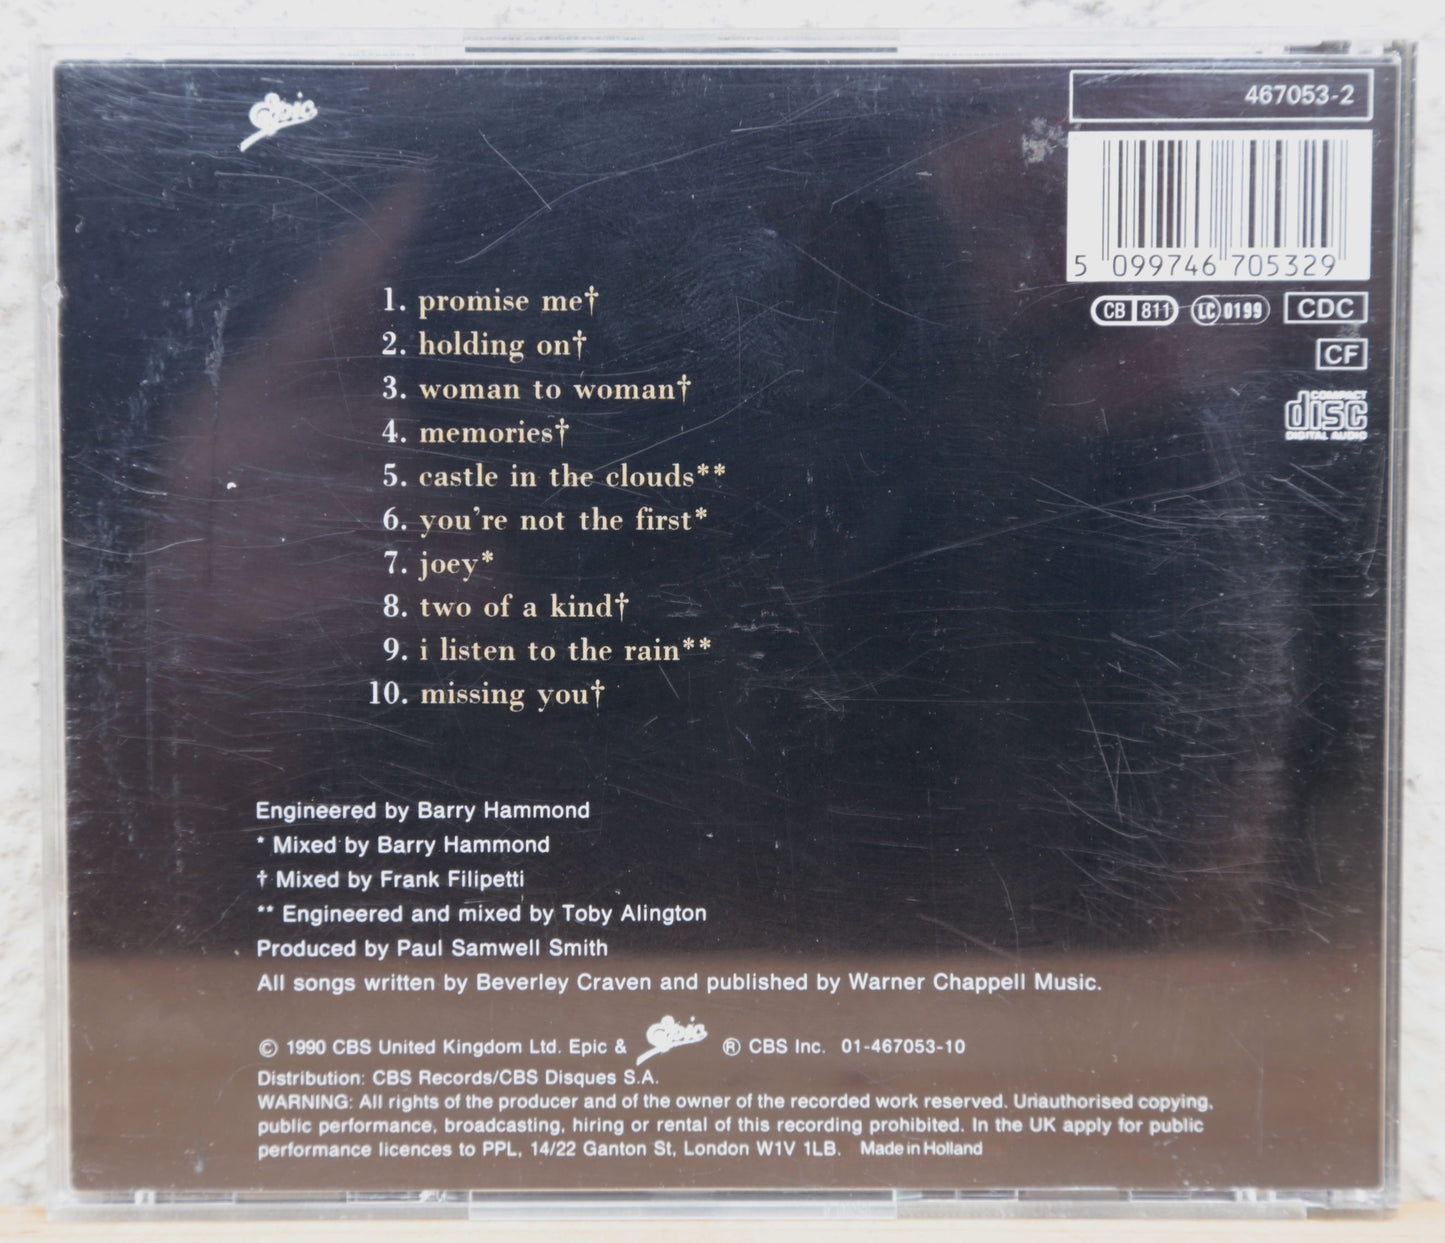 Epic
467053-2
5 099746 705329
CB 811 LC 0199 CDC
CF
COMPACT
disc
DIGITAL AUDIO
1. promise me†
2. holding on†
3. woman to woman†
4. memories†
5. castle in the clouds**
6. you're not the first*
7. joey*
8. two of a kind†
9. i listen to the rain**
10. missing you†
Engineered by Barry Hammond
* Mixed by Barry Hammond
† Mixed by Frank Filipetti
** Engineered and mixed by Toby Alington
Produced by Paul Samwell Smith
All songs written by Beverley Craven and published by Warner Chappell Music.
© 1990 CBS United Kingdom Ltd. Epic & Epic ® CBS Inc. 01-467053-10
Distribution: CBS Records/CBS Disques S.A.
WARNING: All rights of the producer and of the owner of the recorded work reserved. Unauthorised copying,
public performance, broadcasting, hiring or rental of this recording prohibited. In the UK apply for public
performance licences to PPL, 14/22 Ganton St, London W1V 1LB. Made in Holland